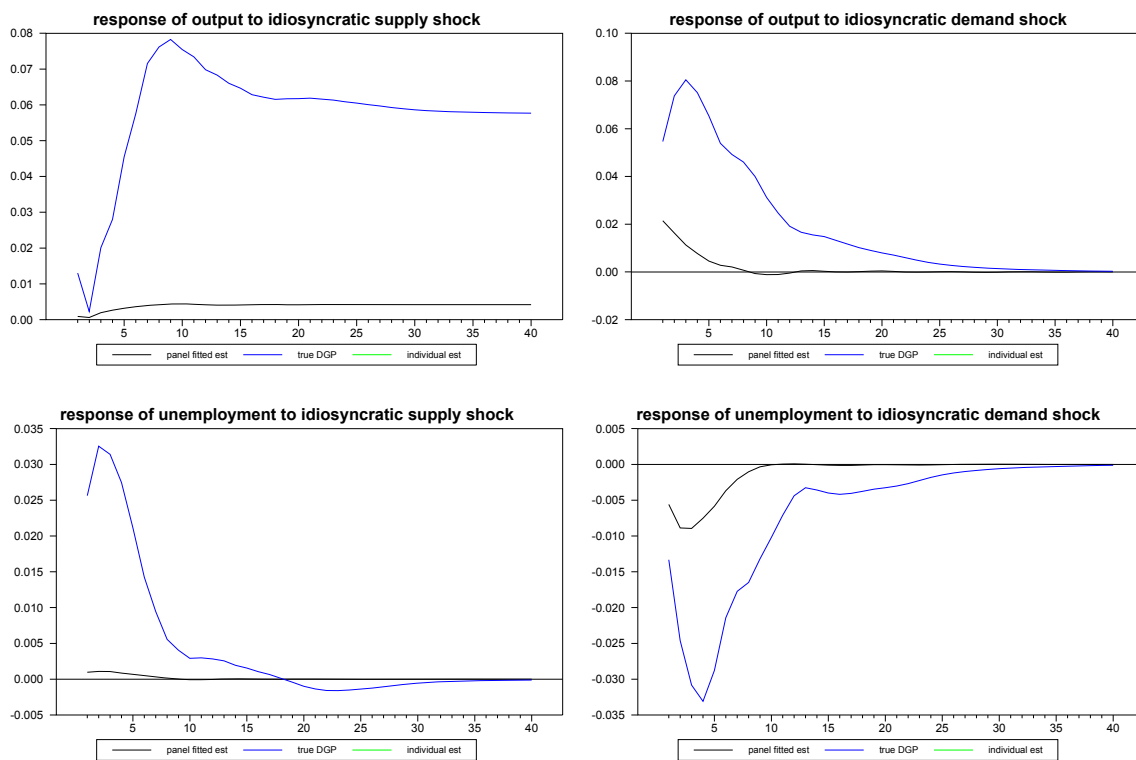 response of output to idiosyncratic supply shock
0.08
0.07
0.06
0.05
0.04
0.03
0.02
0.01
0.00
5 10 15 20 25 30 35 40
panel fitted est true DGP individual est
response of output to idiosyncratic demand shock
0.10
0.08
0.06
0.04
0.02
0.00
-0.02
5 10 15 20 25 30 35 40
panel fitted est true DGP individual est
response of unemployment to idiosyncratic supply shock
0.035
0.030
0.025
0.020
0.015
0.010
0.005
0.000
-0.005
5 10 15 20 25 30 35 40
panel fitted est true DGP individual est
response of unemployment to idiosyncratic demand shock
0.005
0.000
-0.005
-0.010
-0.015
-0.020
-0.025
-0.030
-0.035
5 10 15 20 25 30 35 40
panel fitted est true DGP individual est